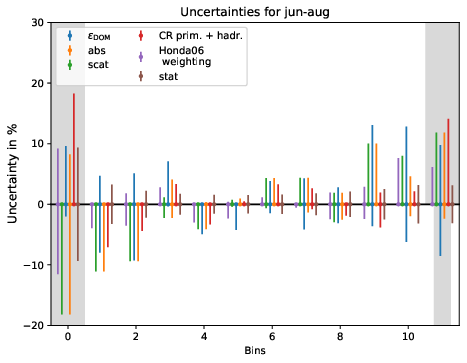 Uncertainties for jun-aug
ε_DOM
abs
scat
CR prim. + hadr.
Honda06
weighting
stat
Uncertainty in %
30
20
10
0
−10
−20
0 2 4 6 8 10
Bins